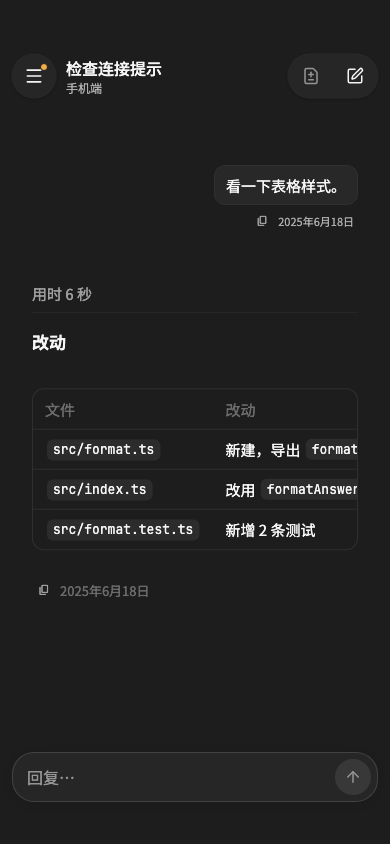 检查连接提示
手机端
看一下表格样式。
2025年6月18日
用时 6 秒
改动
文件 改动
src/format.ts 新建，导出 format
src/index.ts 改用 formatAnswer
src/format.test.ts 新增 2 条测试
2025年6月18日
回复…